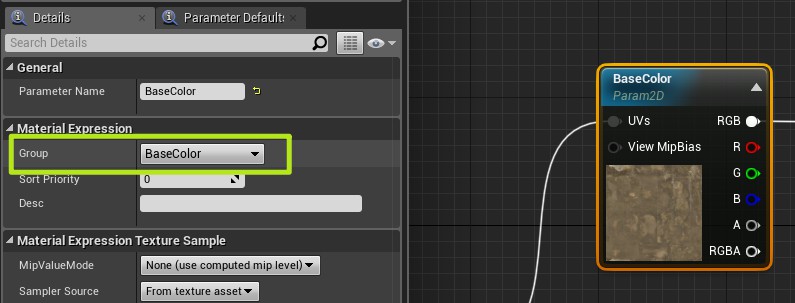 Details
Parameter Defaults
Search Details
General
Parameter Name
BaseColor
Material Expression
Group
BaseColor
Sort Priority
0
Desc
Material Expression Texture Sample
MipValueMode
None (use computed mip level)
Sampler Source
From texture asset
BaseColor
Param2D
UVs
RGB
View MipBias
R
G
B
A
RGBA